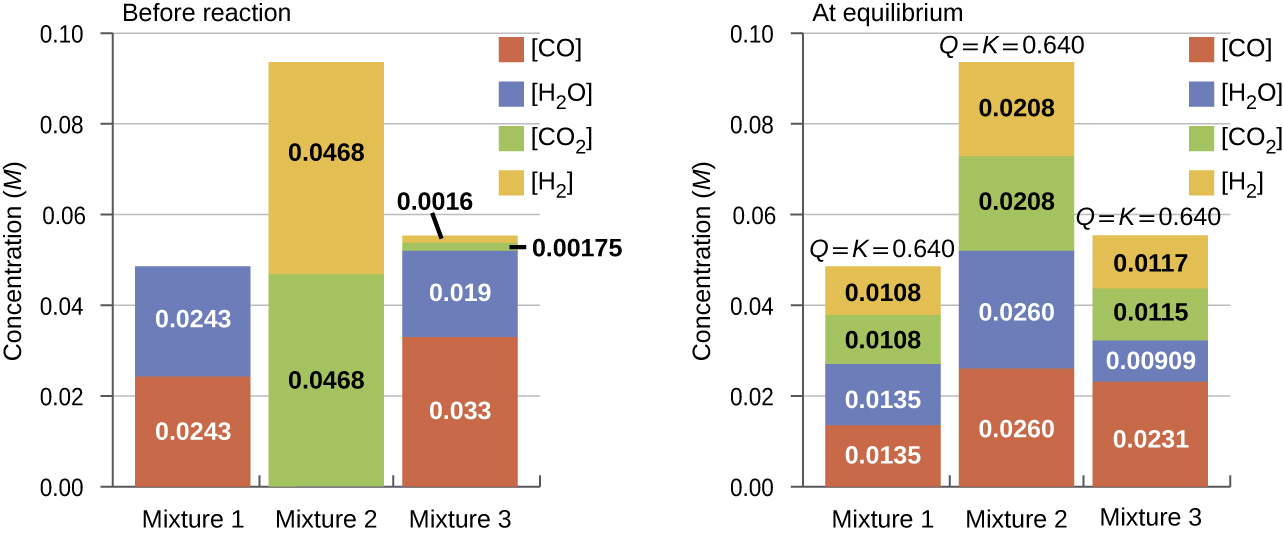 Before reaction
0.10
0.08
0.06
0.04
0.02
0.00
Concentration (M)
[CO]
[H₂O]
[CO₂]
[H₂]
0.0243
0.0243
0.0468
0.0468
0.0016
0.00175
0.019
0.033
Mixture 1
Mixture 2
Mixture 3
At equilibrium
0.10
0.08
0.06
0.04
0.02
0.00
Concentration (M)
[CO]
[H₂O]
[CO₂]
[H₂]
Q = K = 0.640
0.0108
0.0108
0.0135
0.0135
Q = K = 0.640
0.0208
0.0208
0.0260
0.0260
Q = K = 0.640
0.0117
0.0115
0.00909
0.0231
Mixture 1
Mixture 2
Mixture 3